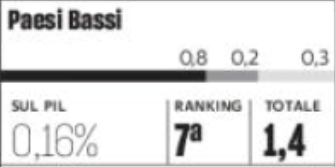 Paesi Bassi
0,8 0,2 0,3
SUL PIL RANKING TOTALE
0,16% 7ª 1,4